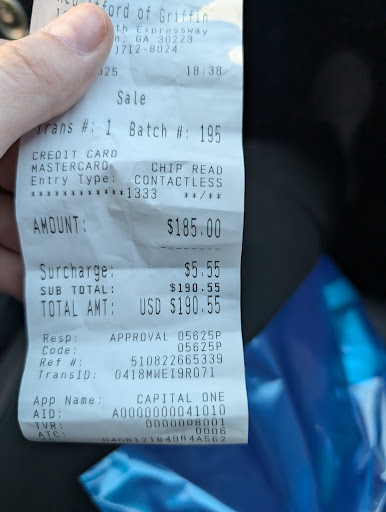 ford of Griffin
th Expressway
n, GA 30223
)712-8024
025 18:38
Sale
Trans #: 1 Batch #: 195
CREDIT CARD
MASTERCARD CHIP READ
Entry Type: CONTACTLESS
************1333 **/**
AMOUNT: $185.00
Surcharge: $5.55
SUB TOTAL: $190.55
TOTAL AMT: USD $190.55
Resp: APPROVAL 05625P
Code: 05625P
Ref #: 510822665339
TransID: 0418MWEI9R071
App Name: CAPITAL ONE
AID: A0000000041010
TVR: 0000008001
ATC: 0006